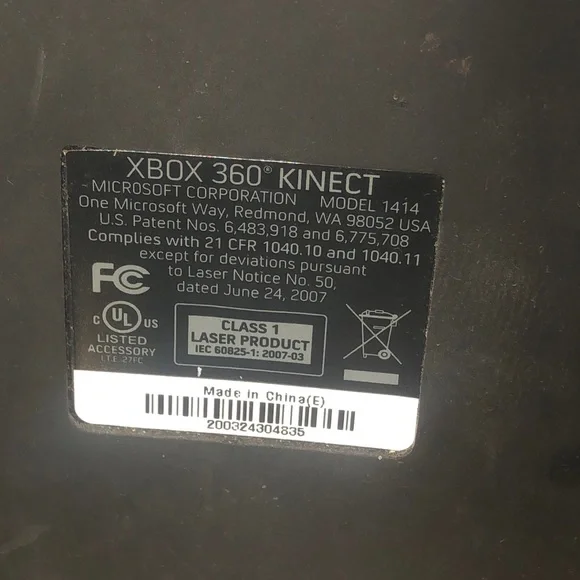 XBOX 360® KINECT
MICROSOFT CORPORATION MODEL 1414
One Microsoft Way, Redmond, WA 98052 USA
U.S. Patent Nos. 6,483,918 and 6,775,708
Complies with 21 CFR 1040.10 and 1040.11
except for deviations pursuant
to Laser Notice No. 50,
dated June 24, 2007
FC
C UL US
LISTED
ACCESSORY
I.T.E. 27FC
CLASS 1
LASER PRODUCT
IEC 60825-1: 2007-03
Made in China(E)
200324304835